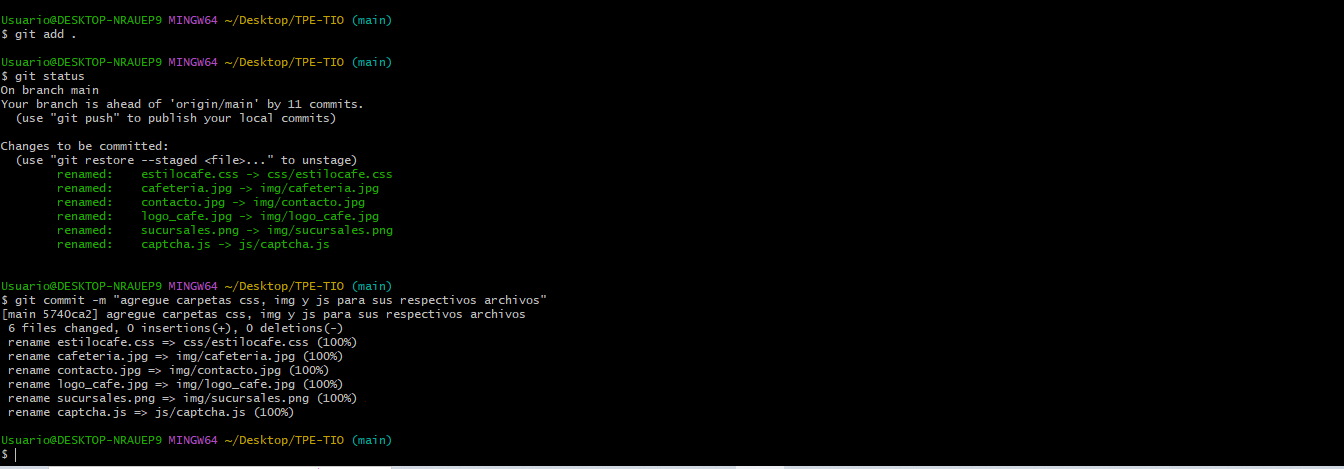 Usuario@DESKTOP-NRAUEP9 MINGW64 ~/Desktop/TPE-TIO (main)
$ git add .
Usuario@DESKTOP-NRAUEP9 MINGW64 ~/Desktop/TPE-TIO (main)
$ git status
On branch main
Your branch is ahead of 'origin/main' by 11 commits.
  (use "git push" to publish your local commits)
Changes to be committed:
  (use "git restore --staged <file>..." to unstage)
        renamed:    estilocafe.css -> css/estilocafe.css
        renamed:    cafeteria.jpg -> img/cafeteria.jpg
        renamed:    contacto.jpg -> img/contacto.jpg
        renamed:    logo_cafe.jpg -> img/logo_cafe.jpg
        renamed:    sucursales.png -> img/sucursales.png
        renamed:    captcha.js -> js/captcha.js
Usuario@DESKTOP-NRAUEP9 MINGW64 ~/Desktop/TPE-TIO (main)
$ git commit -m "agregue carpetas css, img y js para sus respectivos archivos"
[main 5740ca2] agregue carpetas css, img y js para sus respectivos archivos
 6 files changed, 0 insertions(+), 0 deletions(-)
 rename estilocafe.css => css/estilocafe.css (100%)
 rename cafeteria.jpg => img/cafeteria.jpg (100%)
 rename contacto.jpg => img/contacto.jpg (100%)
 rename logo_cafe.jpg => img/logo_cafe.jpg (100%)
 rename sucursales.png => img/sucursales.png (100%)
 rename captcha.js => js/captcha.js (100%)
Usuario@DESKTOP-NRAUEP9 MINGW64 ~/Desktop/TPE-TIO (main)
$